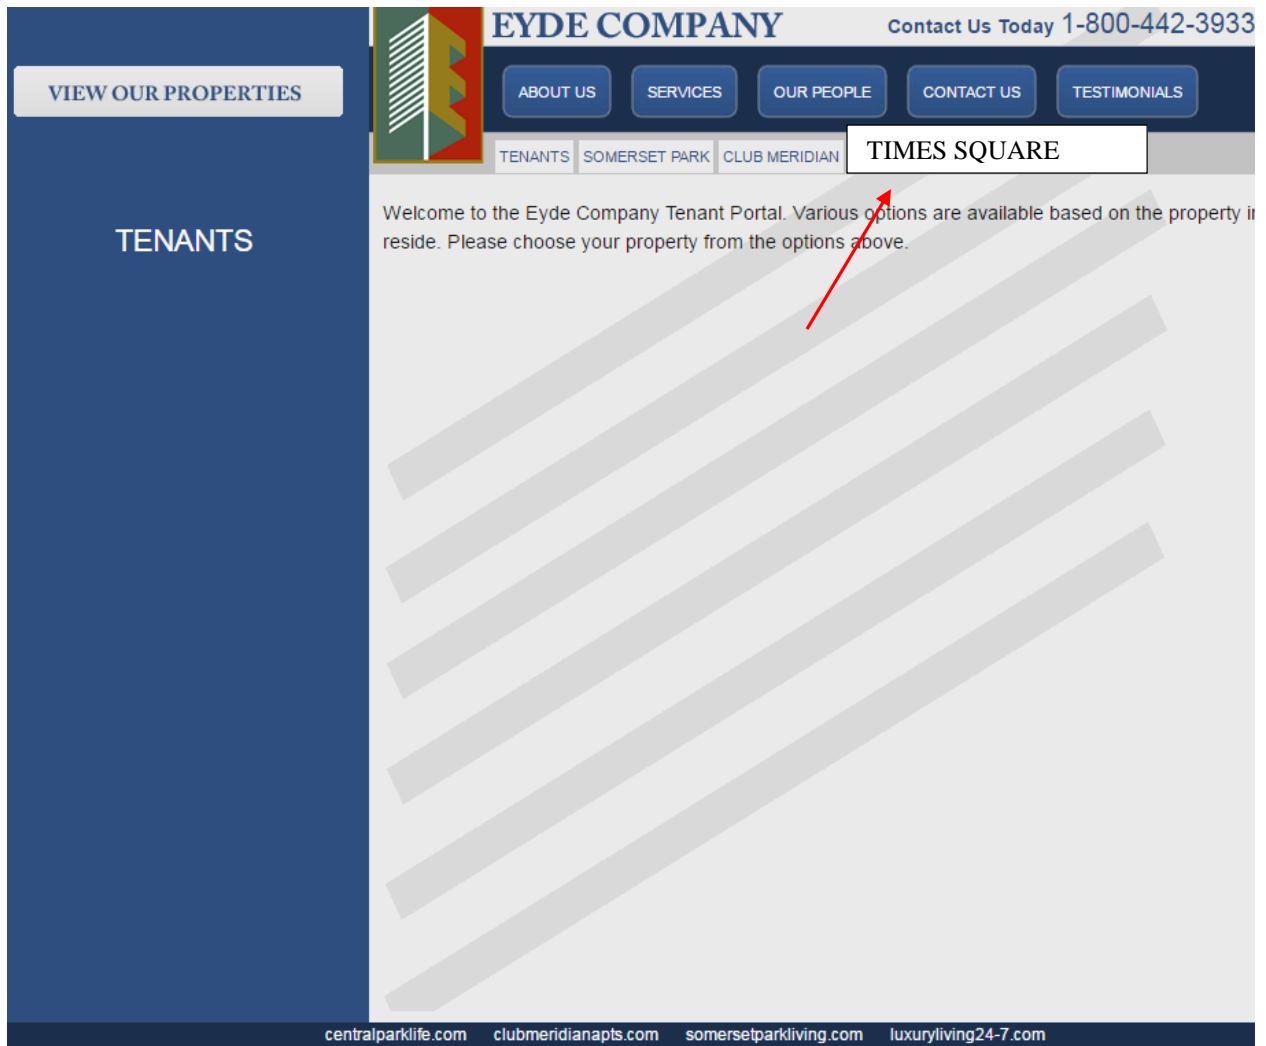 EYDE COMPANY
Contact Us Today 1-800-442-3933
VIEW OUR PROPERTIES
ABOUT US
SERVICES
OUR PEOPLE
CONTACT US
TESTIMONIALS
TENANTS
SOMERSET PARK
CLUB MERIDIAN
TIMES SQUARE
TENANTS
Welcome to the Eyde Company Tenant Portal. Various options are available based on the property
reside. Please choose your property from the options above.
centralparklife.com
clubmeridianapts.com
somersetparkliving.com
luxuryliving24-7.com